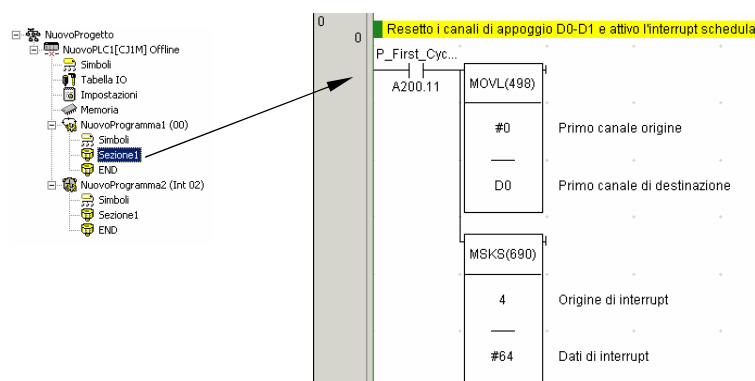 NuovoProgetto
NuovoPLC1[CJ1M] Offline
Simboli
Tabella IO
Impostazioni
Memoria
NuovoProgramma1 (00)
Simboli
Sezione1
END
NuovoProgramma2 (Int 02)
Simboli
Sezione1
END
0
0
Resetto i canali di appoggio D0-D1 e attivo l'interrupt schedula
P_First_Cyc...
A200.11
MOVL(498)
#0 Primo canale origine
D0 Primo canale di destinazione
MSKS(690)
4 Origine di interrupt
#64 Dati di interrupt